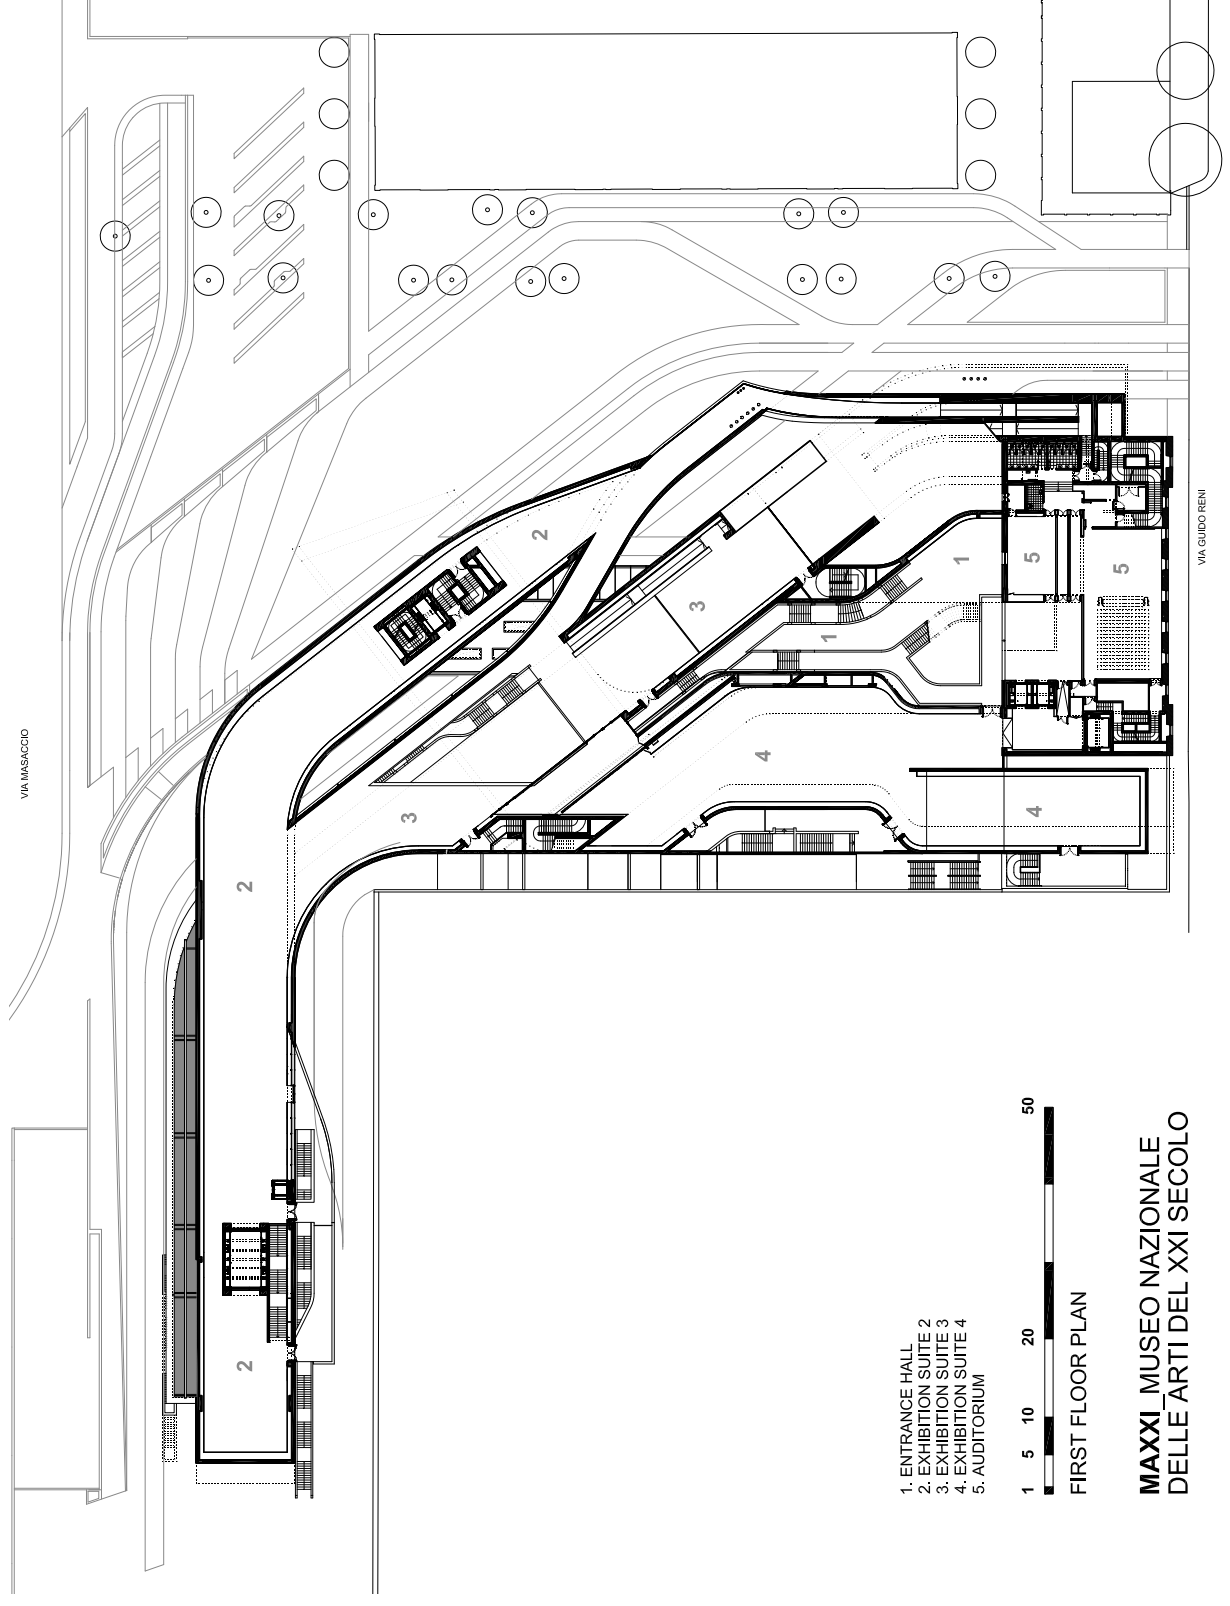 VIA MASACCIO
VIA GUIDO RENI
2
2
2
3
3
1
1
5
5
4
4
1. ENTRANCE HALL
2. EXHIBITION SUITE 2
3. EXHIBITION SUITE 3
4. EXHIBITION SUITE 4
5. AUDITORIUM
1 5 10 20 50
FIRST FLOOR PLAN
MAXXI_MUSEO NAZIONALE
DELLE ARTI DEL XXI SECOLO